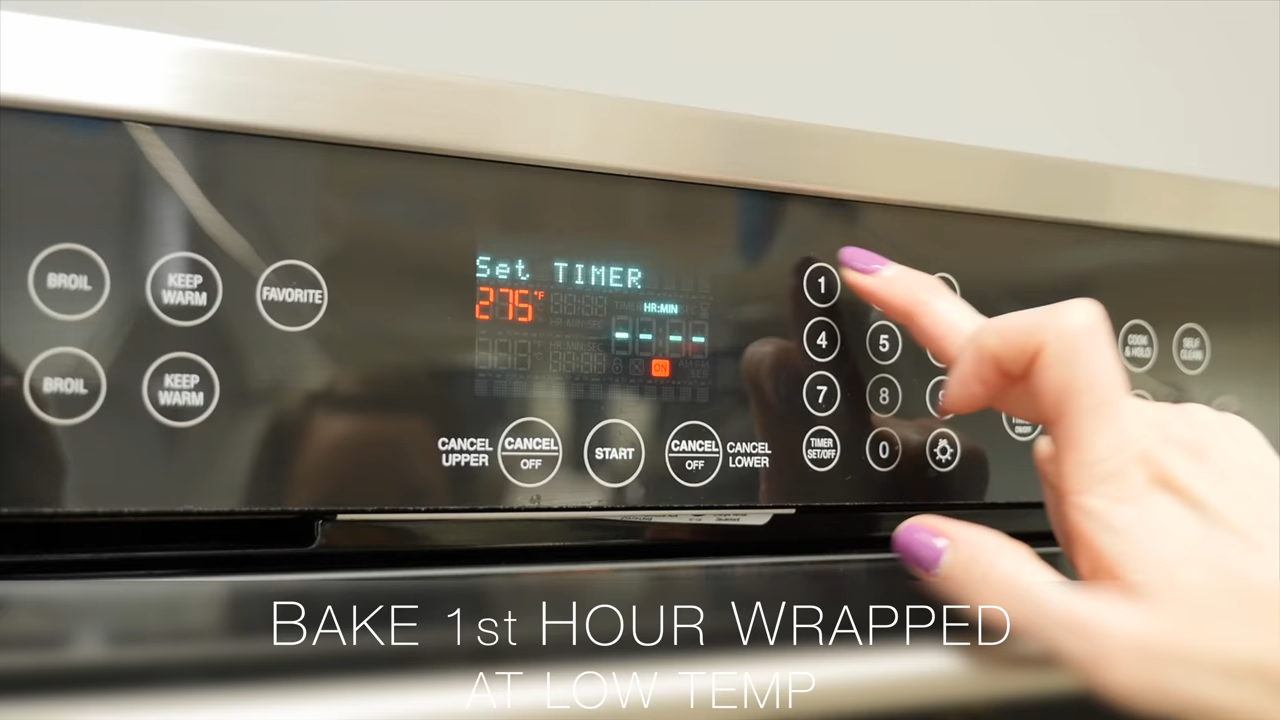 BROIL
KEEP WARM
FAVORITE
BROIL
KEEP WARM
Set TIMER
275°F
HR:MIN
----
ON
CANCEL UPPER
CANCEL
OFF
START
CANCEL
OFF
CANCEL LOWER
1
4
5
7
8
9
TIMER SET/OFF
0
COOK & HOLD
SELF CLEAN
BAKE 1st HOUR WRAPPED
AT LOW TEMP